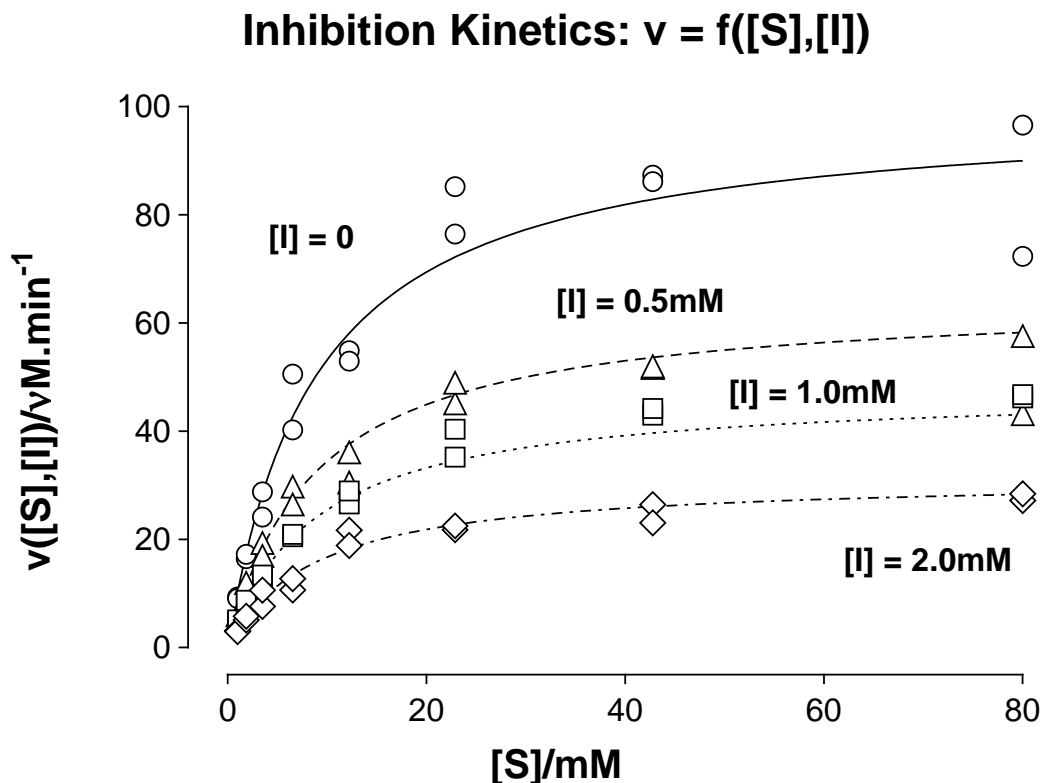 Inhibition Kinetics: v = f([S],[I])
v([S],[I])/νM.min-1
100
80
60
40
20
0
[I] = 0
[I] = 0.5mM
[I] = 1.0mM
[I] = 2.0mM
0 20 40 60 80
[S]/mM